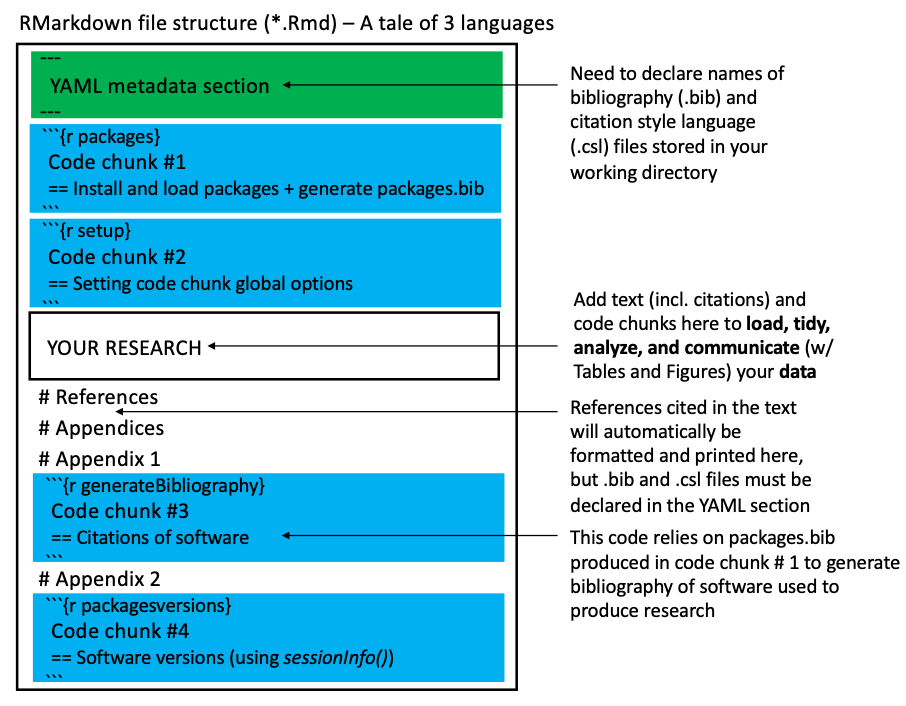 RMarkdown file structure (*.Rmd) – A tale of 3 languages
---
YAML metadata section
---
```{r packages}
Code chunk #1
== Install and load packages + generate packages.bib
```
```{r setup}
Code chunk #2
== Setting code chunk global options
```
YOUR RESEARCH
# References
# Appendices
# Appendix 1
```{r generateBibliography}
Code chunk #3
== Citations of software
```
# Appendix 2
```{r packagesversions}
Code chunk #4
== Software versions (using sessionInfo())
```
Need to declare names of
bibliography (.bib) and
citation style language
(.csl) files stored in your
working directory
Add text (incl. citations) and
code chunks here to load, tidy,
analyze, and communicate (w/
Tables and Figures) your data
References cited in the text
will automatically be
formatted and printed here,
but .bib and .csl files must be
declared in the YAML section
This code relies on packages.bib
produced in code chunk # 1 to generate
bibliography of software used to
produce research